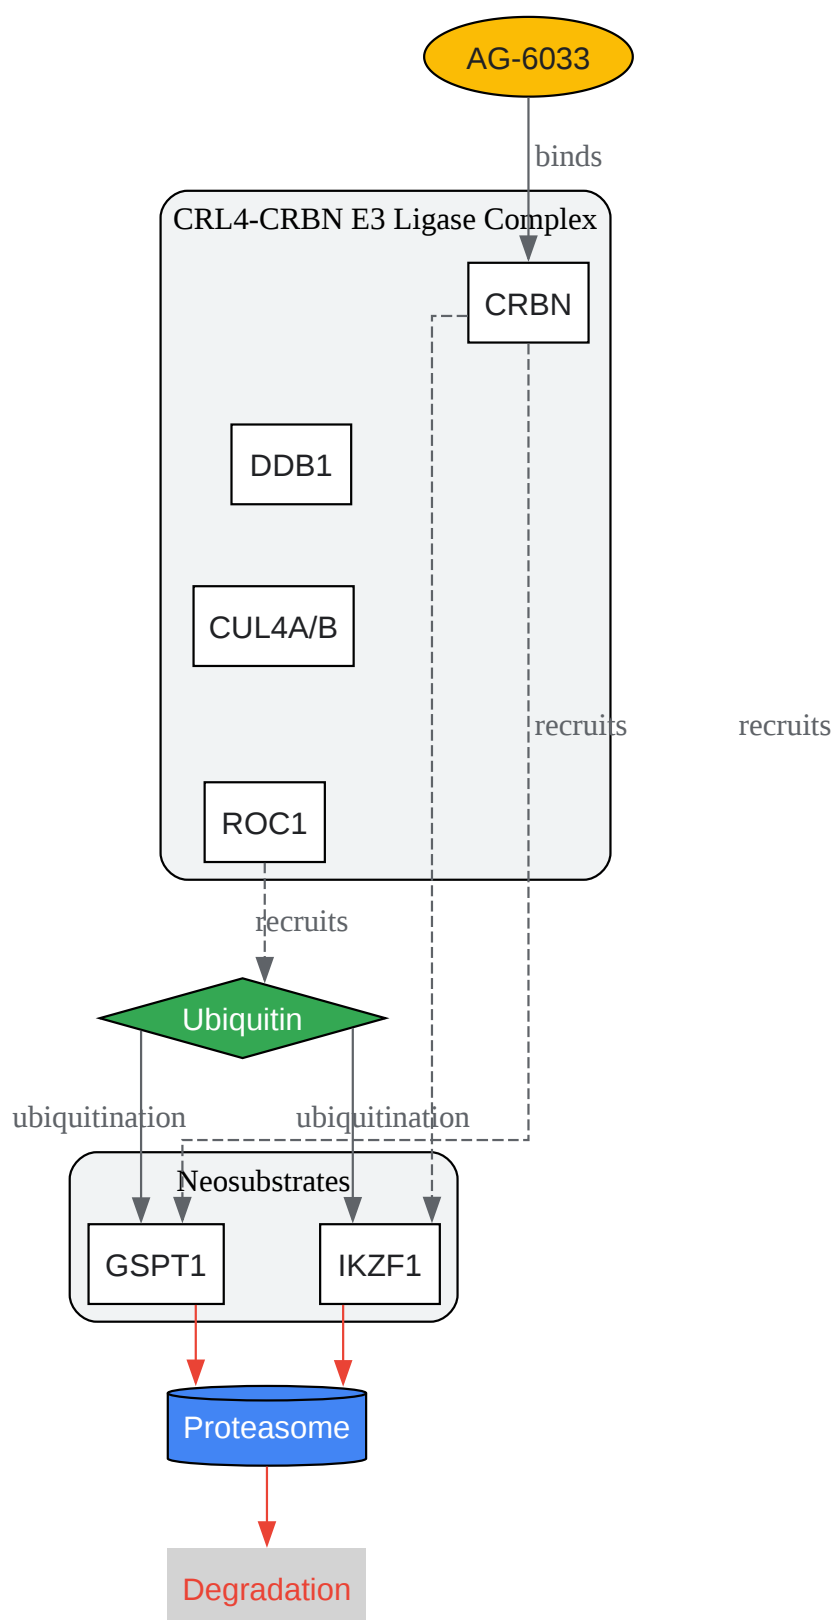 AG-6033
binds
CRL4-CRBN E3 Ligase Complex
CRBN
DDB1
CUL4A/B
recruits
recruits
ROC1
recruits
Ubiquitin
ubiquitination
ubiquitination
Neosubstrates
GSPT1
IKZF1
Proteasome
Degradation